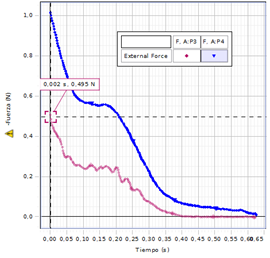 F, A:P3 F, A:P4
External Force
1.0
0.8
0,002 s, 0,495 N
0.6
0.4
0.2
0.0
-Fuerza (N)
0,00 0,05 0,10 0,15 0,20 0,25 0,30 0,35 0,40 0,45 0,50 0,55 0,60 0,65
Tiempo (s)